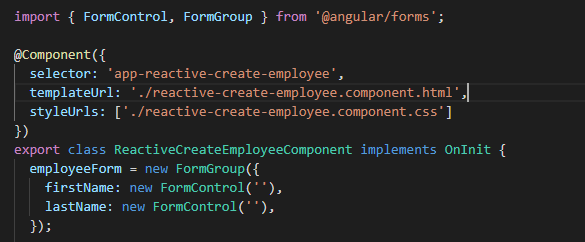 import { FormControl, FormGroup } from '@angular/forms';
@Component({
selector: 'app-reactive-create-employee',
templateUrl: './reactive-create-employee.component.html',
styleUrls: ['./reactive-create-employee.component.css']
})
export class ReactiveCreateEmployeeComponent implements OnInit {
employeeForm = new FormGroup({
firstName: new FormControl(''),
lastName: new FormControl(''),
});